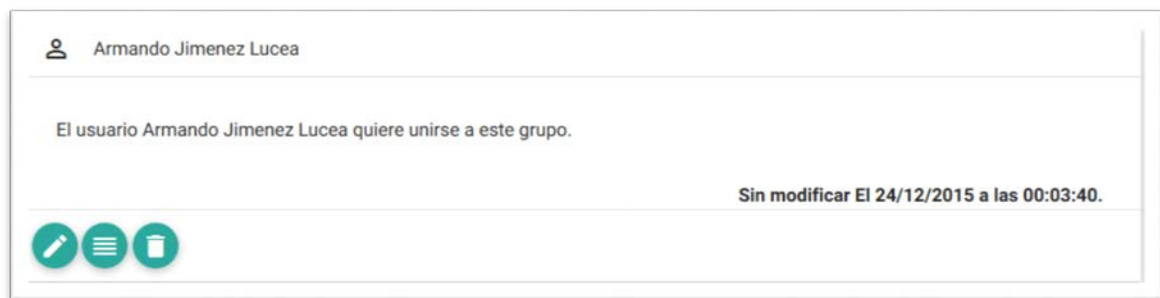 Armando Jimenez Lucea
El usuario Armando Jimenez Lucea quiere unirse a este grupo.
Sin modificar El 24/12/2015 a las 00:03:40.